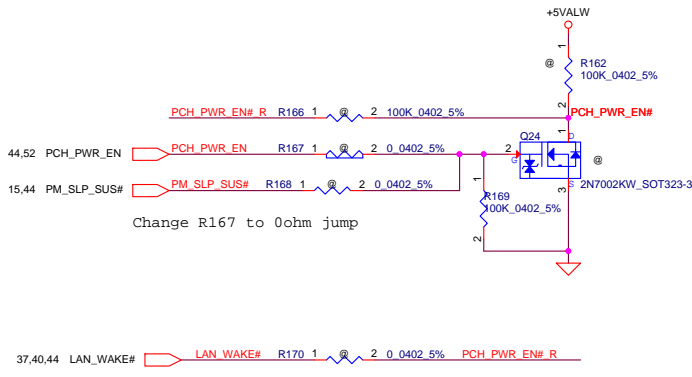 +5VALW
1
@ R162
100K_0402_5%
2
PCH_PWR_EN#_R R166 1 @ 2 100K_0402_5% PCH_PWR_EN#
44,52 PCH_PWR_EN PCH_PWR_EN R167 1 @ 2 0_0402_5% 2 G Q24 1 D @
15,44 PM_SLP_SUS# PM_SLP_SUS# R168 1 @ 2 0_0402_5% S 3 2N7002KW_SOT323-3
1 R169
100K_0402_5%
2
Change R167 to 0ohm jump
37,40,44 LAN_WAKE# LAN_WAKE# R170 1 @ 2 0_0402_5% PCH_PWR_EN#_R